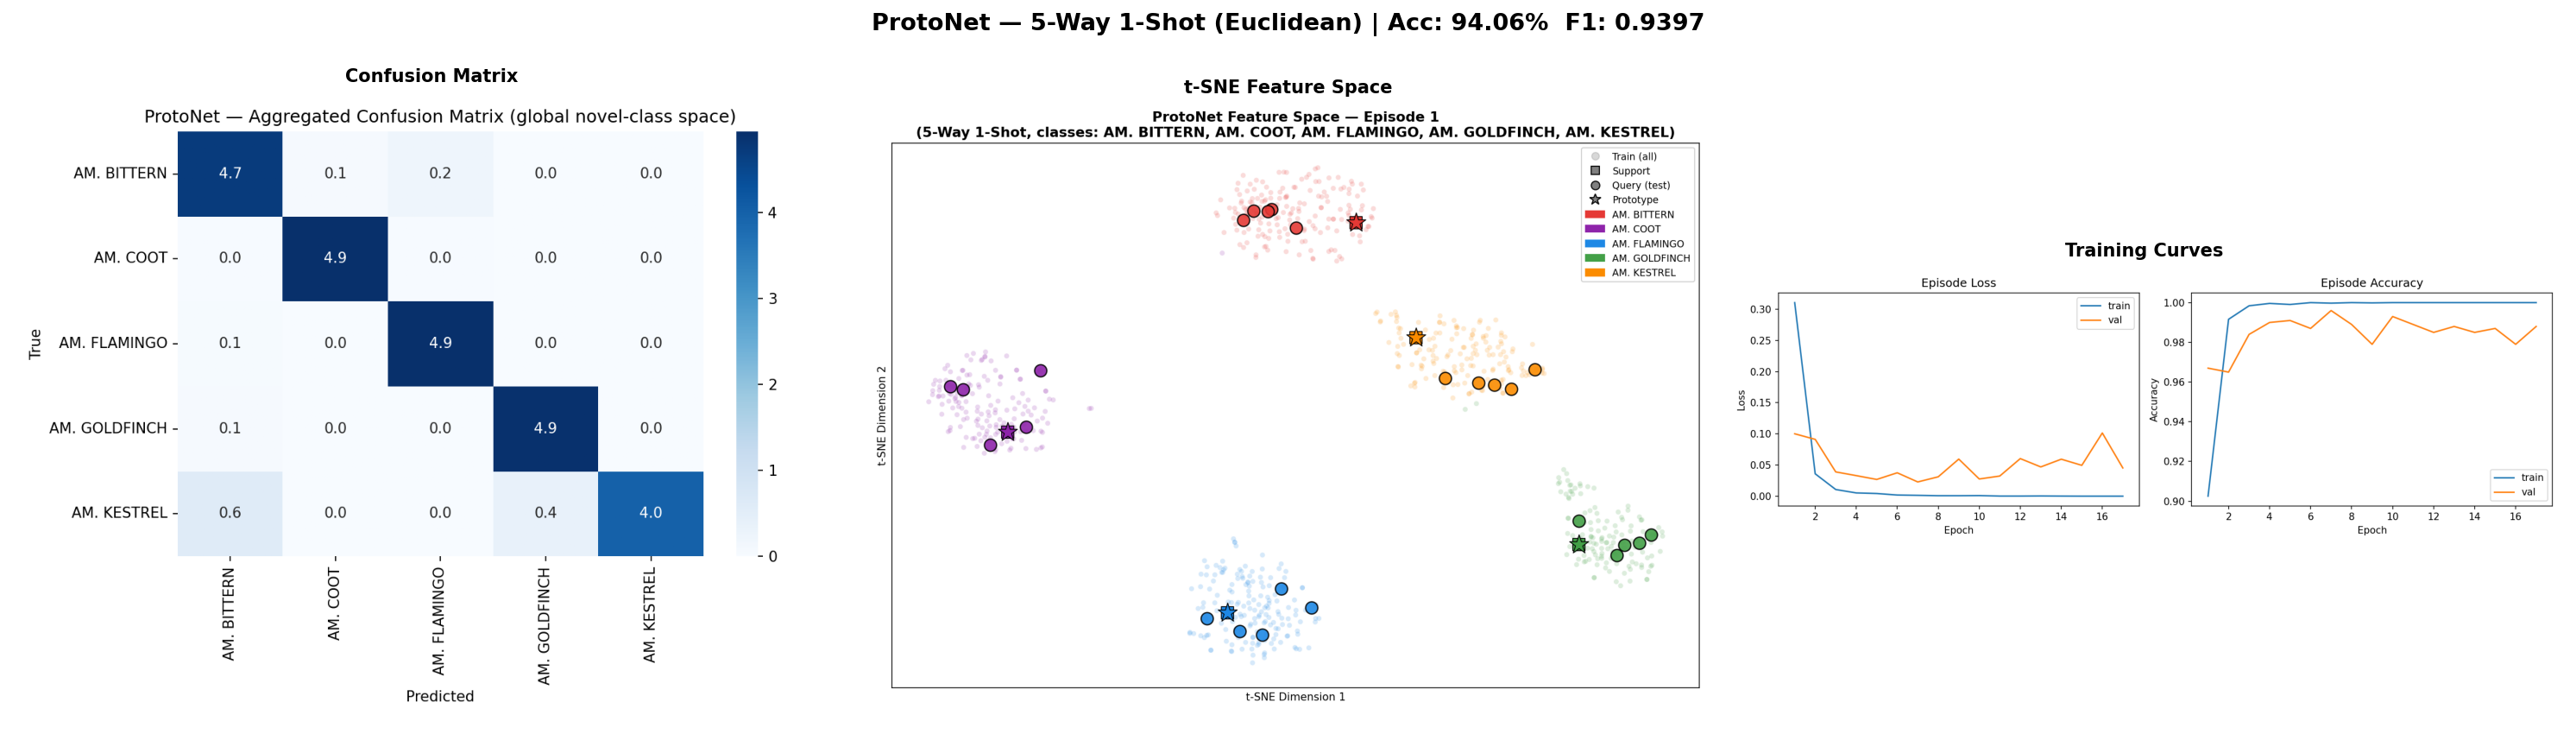 ProtoNet — 5-Way 1-Shot (Euclidean) | Acc: 94.06%  F1: 0.9397
Confusion Matrix
ProtoNet — Aggregated Confusion Matrix (global novel-class space)
True
AM. BITTERN
AM. COOT
AM. FLAMINGO
AM. GOLDFINCH
AM. KESTREL
4.7 0.1 0.2 0.0 0.0
0.0 4.9 0.0 0.0 0.0
0.1 0.0 4.9 0.0 0.0
0.1 0.0 0.0 4.9 0.0
0.6 0.0 0.0 0.4 4.0
AM. BITTERN
AM. COOT
AM. FLAMINGO
AM. GOLDFINCH
AM. KESTREL
Predicted
4
3
2
1
0
t-SNE Feature Space
ProtoNet Feature Space — Episode 1
(5-Way 1-Shot, classes: AM. BITTERN, AM. COOT, AM. FLAMINGO, AM. GOLDFINCH, AM. KESTREL)
t-SNE Dimension 2
Train (all)
Support
Query (test)
Prototype
AM. BITTERN
AM. COOT
AM. FLAMINGO
AM. GOLDFINCH
AM. KESTREL
t-SNE Dimension 1
Training Curves
Episode Loss
Loss
0.30
0.25
0.20
0.15
0.10
0.05
0.00
train
val
2 4 6 8 10 12 14 16
Epoch
Episode Accuracy
Accuracy
1.00
0.98
0.96
0.94
0.92
0.90
train
val
2 4 6 8 10 12 14 16
Epoch